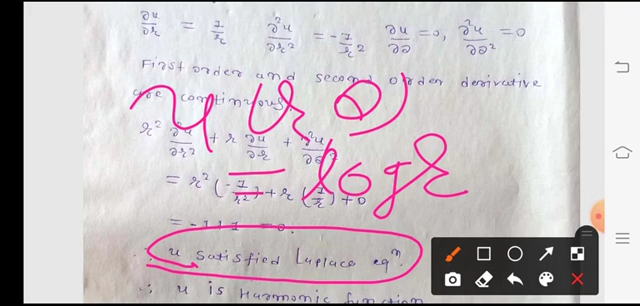 ∂u/∂r = 1/r ∂²u/∂r² = -1/r² ∂u/∂θ = 0, ∂²u/∂θ² = 0
First order and second order derivative
are continuous.
u(r, θ)
r² ∂²u/∂r² + r ∂u/∂r + ∂²u/∂θ²
= log r
= r² (-1/r²) + r (1/r) + 0
= -1 + 1 = 0.
∴ u satisfied Laplace eqⁿ.
∴ u is Harmonic function